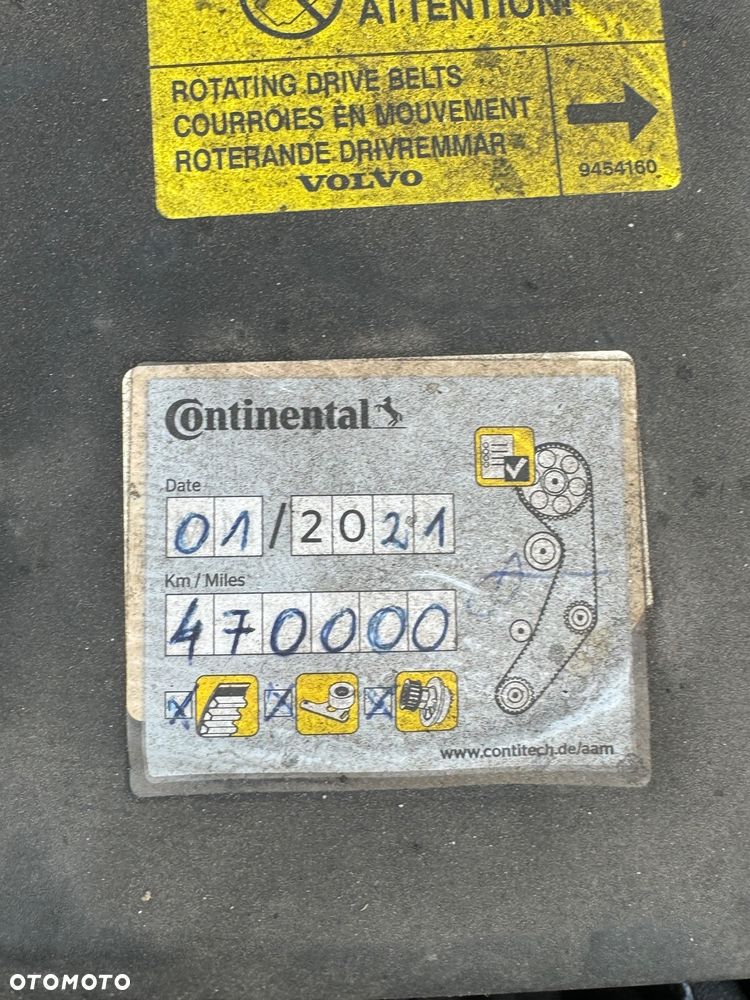 ATTENTION!
ROTATING DRIVE BELTS
COURROIES EN MOUVEMENT
ROTERANDE DRIVREMMAR
VOLVO
9454160
Continental
Date
01/2021
Km / Miles
470000
www.contitech.de/aam
OTOMOTO